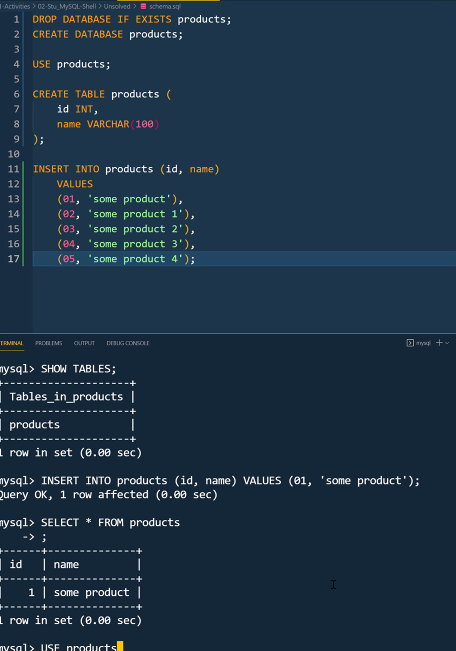 -Activities > 02-Stu_MySQL-Shell > Unsolved > schema.sql
1 DROP DATABASE IF EXISTS products;
2 CREATE DATABASE products;
3
4 USE products;
5
6 CREATE TABLE products (
7 id INT,
8 name VARCHAR(100)
9 );
10
11 INSERT INTO products (id, name)
12 VALUES
13 (01, 'some product'),
14 (02, 'some product 1'),
15 (03, 'some product 2'),
16 (04, 'some product 3'),
17 (05, 'some product 4');
ERMINAL PROBLEMS OUTPUT DEBUG CONSOLE mysql
mysql> SHOW TABLES;
+--------------------+
| Tables_in_products |
+--------------------+
| products |
+--------------------+
1 row in set (0.00 sec)
mysql> INSERT INTO products (id, name) VALUES (01, 'some product');
Query OK, 1 row affected (0.00 sec)
mysql> SELECT * FROM products
-> ;
+------+--------------+
| id | name |
+------+--------------+
| 1 | some product |
+------+--------------+
1 row in set (0.00 sec)
mysql> USE products